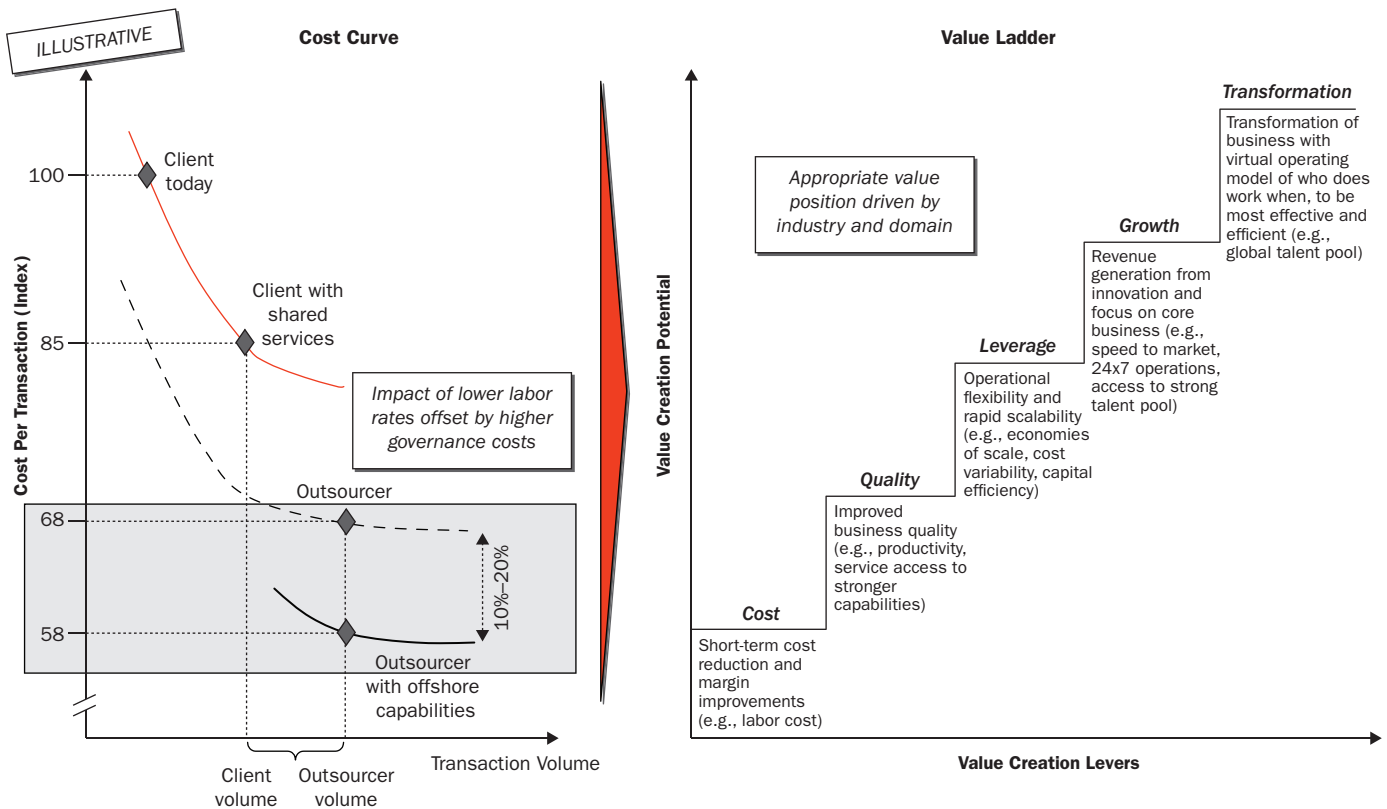 ILLUSTRATIVE
Cost Curve
Cost Per Transaction (Index)
100
85
68
58
Client
today
Client with
shared
services
Impact of lower labor
rates offset by higher
governance costs
Outsourcer
10%–20%
Outsourcer
with offshore
capabilities
Transaction Volume
Client
volume
Outsourcer
volume
Value Ladder
Value Creation Potential
Appropriate value
position driven by
industry and domain
Cost
Short-term cost
reduction and
margin
improvements
(e.g., labor cost)
Quality
Improved
business quality
(e.g., productivity,
service access to
stronger
capabilities)
Leverage
Operational
flexibility and
rapid scalability
(e.g., economies
of scale, cost
variability, capital
efficiency)
Growth
Revenue
generation from
innovation and
focus on core
business (e.g.,
speed to market,
24x7 operations,
access to strong
talent pool)
Transformation
Transformation of
business with
virtual operating
model of who does
work when, to be
most effective and
efficient (e.g.,
global talent pool)
Value Creation Levers